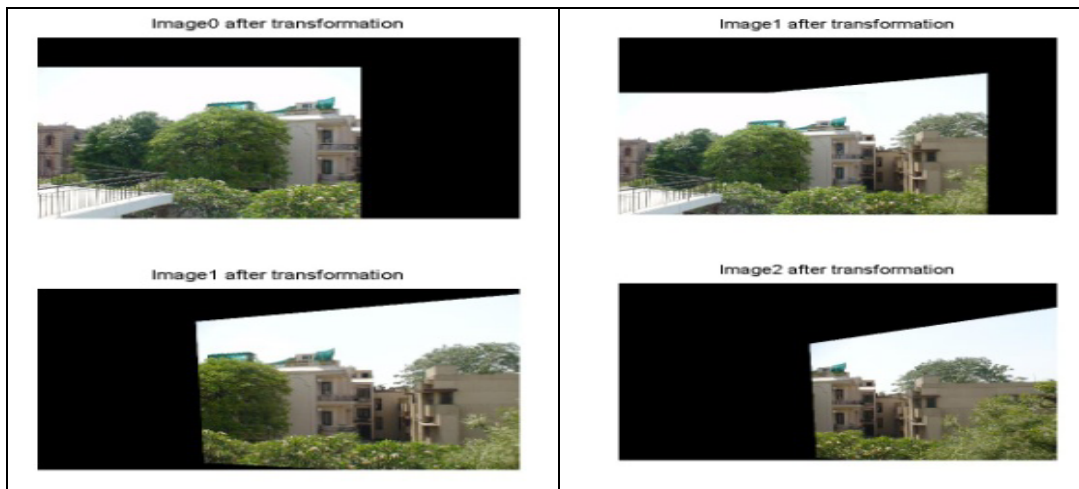 Image0 after transformation
Image1 after transformation
Image1 after transformation
Image2 after transformation